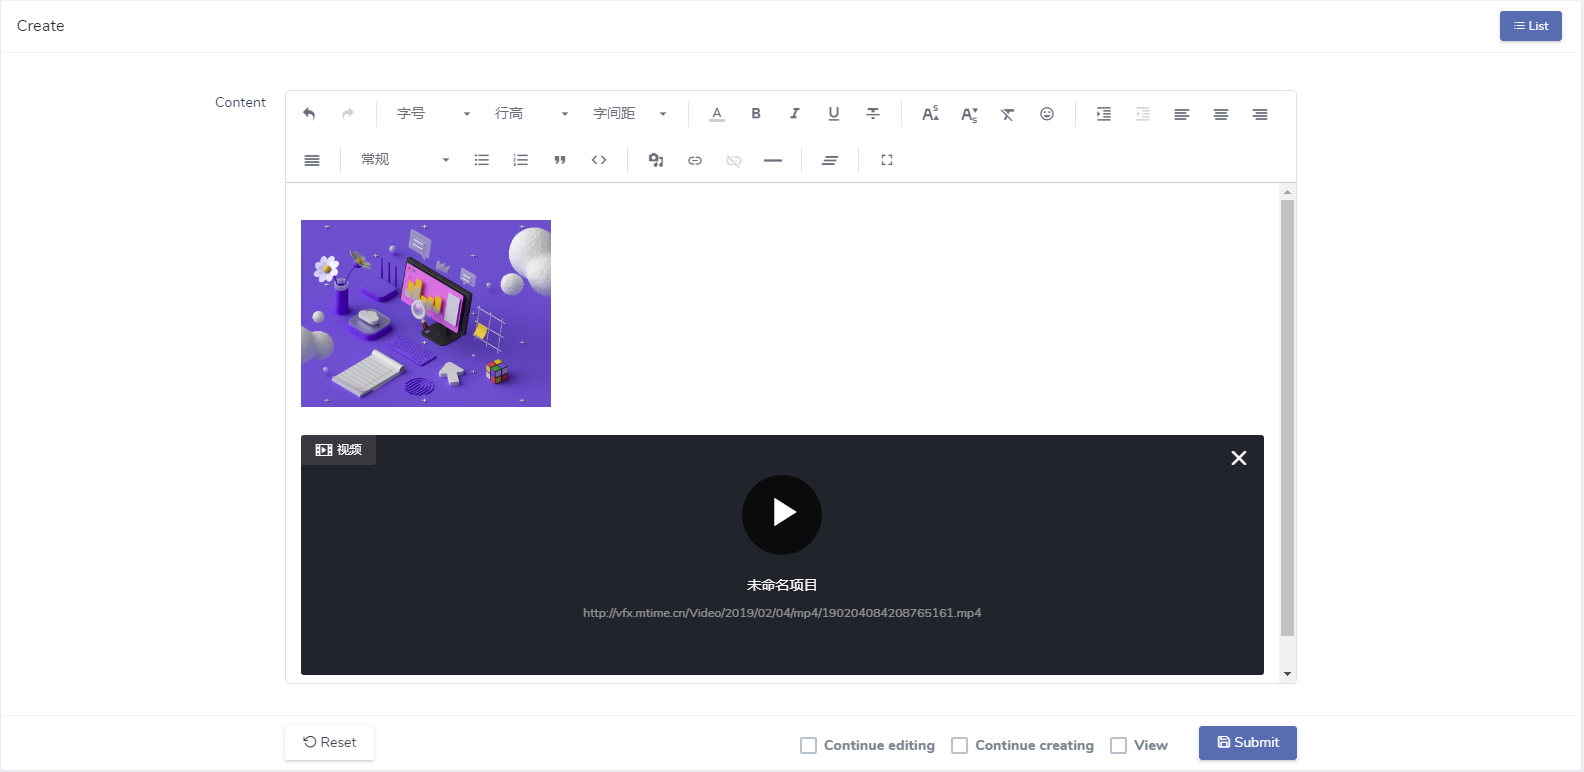 Create
List
Content
字号
行高
字间距
A
B
I
U
常规
视频
未命名项目
http://vfx.mtime.cn/Video/2019/02/04/mp4/190204084208765161.mp4
Reset
Continue editing
Continue creating
View
Submit